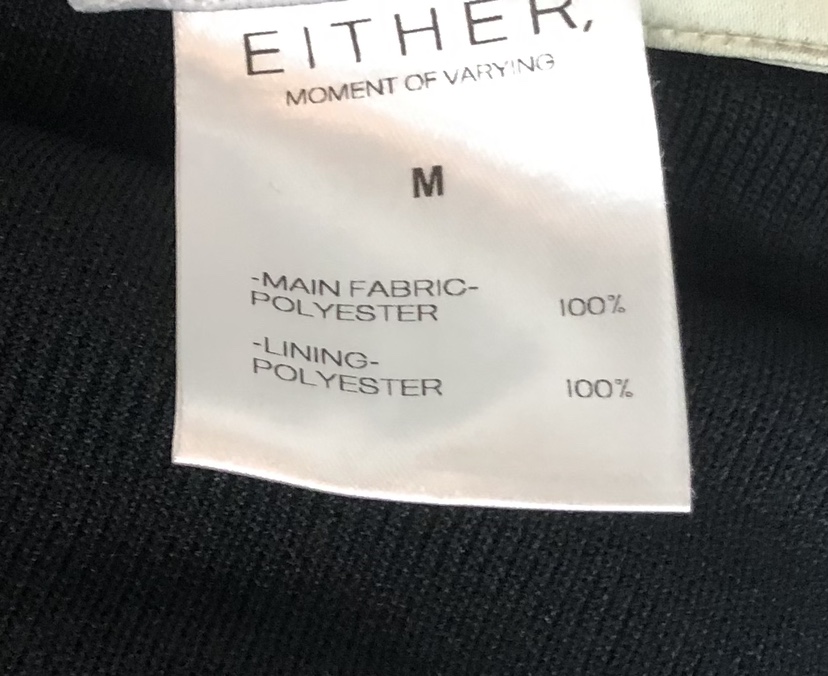 EITHER,
MOMENT OF VARYING
M
-MAIN FABRIC-
POLYESTER 100%
-LINING-
POLYESTER 100%